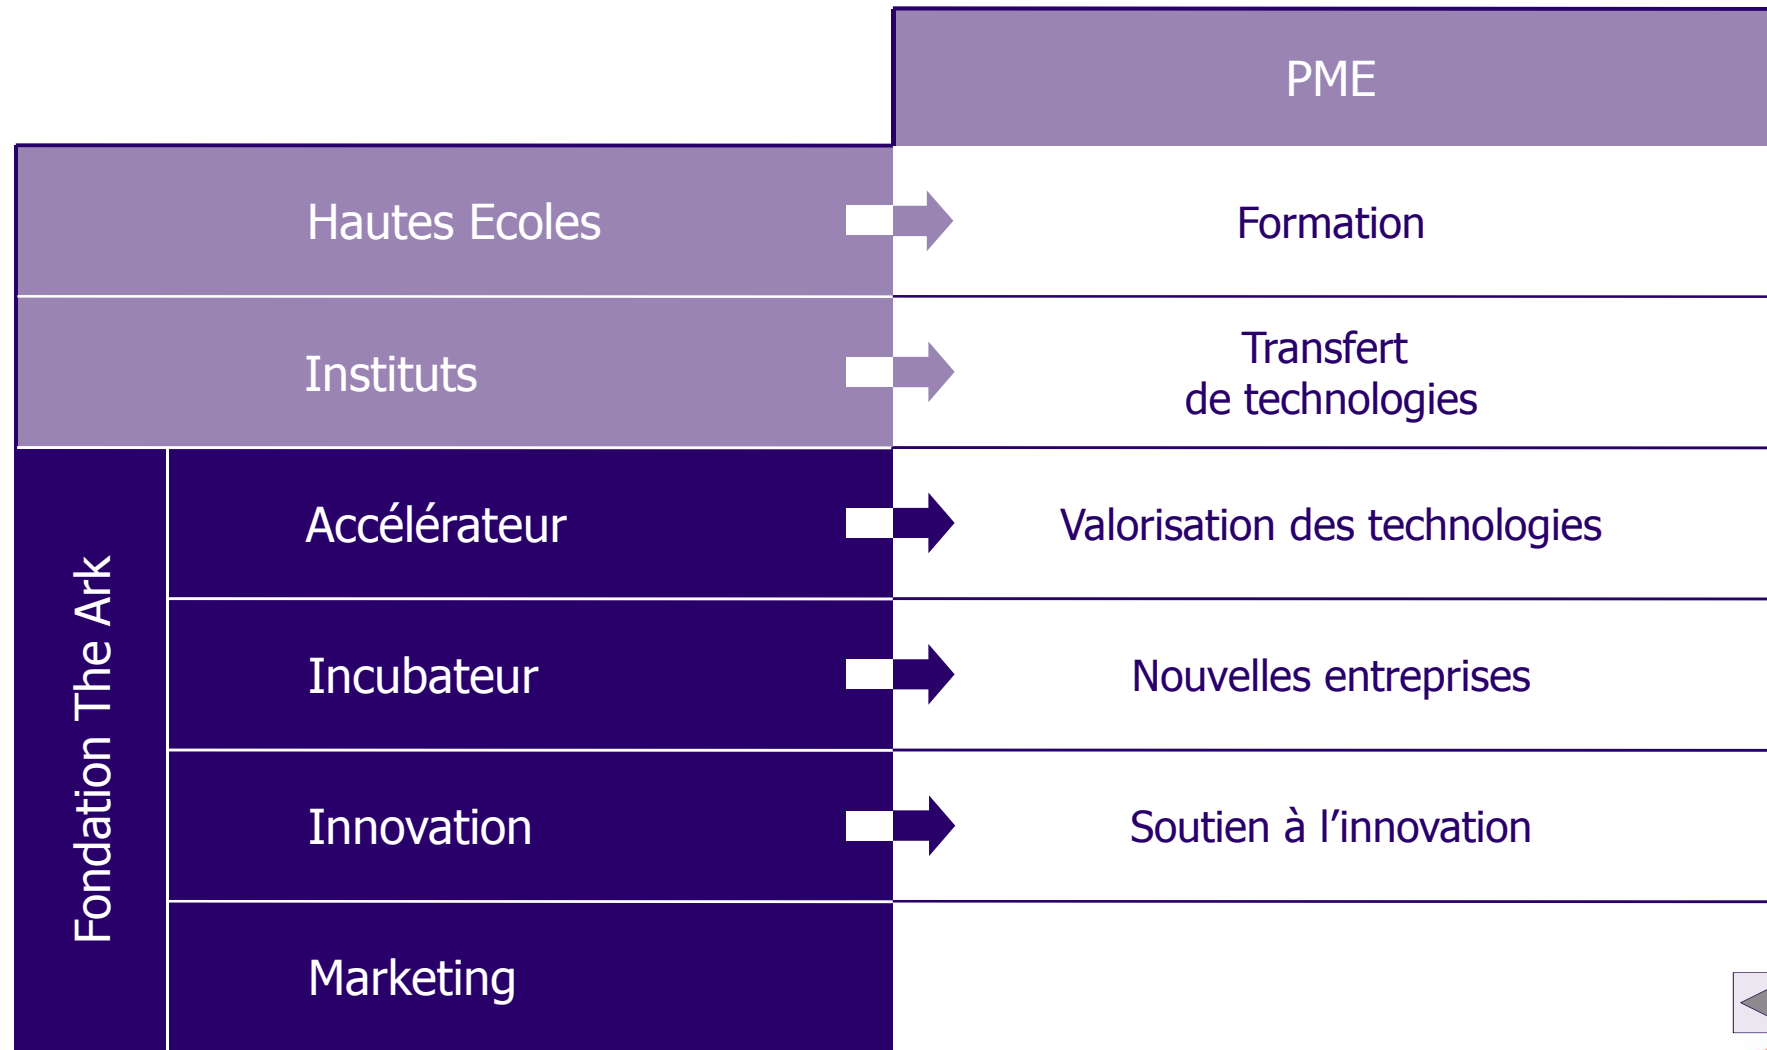 PME
Hautes Ecoles
Formation
Instituts
Transfert
de technologies
Fondation The Ark
Accélérateur
Valorisation des technologies
Incubateur
Nouvelles entreprises
Innovation
Soutien à l’innovation
Marketing